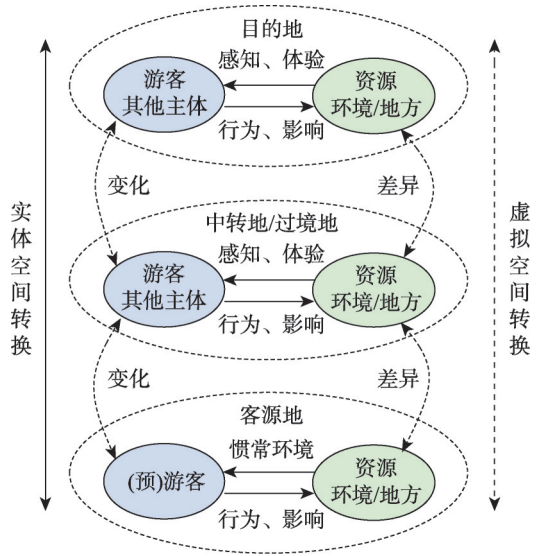 目的地
感知、体验
游客
其他主体
资源
环境/地方
行为、影响
变化
差异
中转地/过境地
感知、体验
游客
其他主体
资源
环境/地方
行为、影响
变化
差异
客源地
惯常环境
(预)游客
资源
环境/地方
行为、影响
实体空间转换
虚拟空间转换